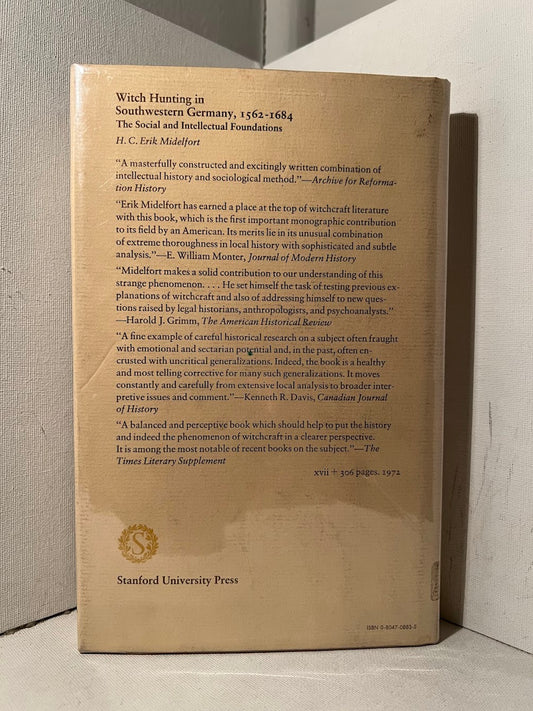 Witch Hunting in
Southwestern Germany, 1562-1684
The Social and Intellectual Foundations
H. C. Erik Midelfort
“A masterfully constructed and excitingly written combination of
intellectual history and sociological method.”—Archive for Reforma-
tion History
“Erik Midelfort has earned a place at the top of witchcraft literature
with this book, which is the first important monographic contribution
to its field by an American. Its merits lie in its unusual combination
of extreme thoroughness in local history with sophisticated and subtle
analysis.”—E. William Monter, Journal of Modern History
“Midelfort makes a solid contribution to our understanding of this
strange phenomenon. . . . He set himself the task of testing previous ex-
planations of witchcraft and also of addressing himself to new ques-
tions raised by legal historians, anthropologists, and psychoanalysts.”
—Harold J. Grimm, The American Historical Review
“A fine example of careful historical research on a subject often fraught
with emotional and sectarian potential and, in the past, often en-
crusted with uncritical generalizations. Indeed, the book is a healthy
and most telling corrective for many such generalizations. It moves
constantly and carefully from extensive local analysis to broader inter-
pretive issues and comment.”—Kenneth R. Davis, Canadian Journal
of History
“A balanced and perceptive book which should help to put the history
and indeed the phenomenon of witchcraft in a clearer perspective.
It is among the most notable of recent books on the subject.”—The
Times Literary Supplement
xvii + 306 pages. 1972
S
Stanford University Press
ISBN 0-8047-0883-3